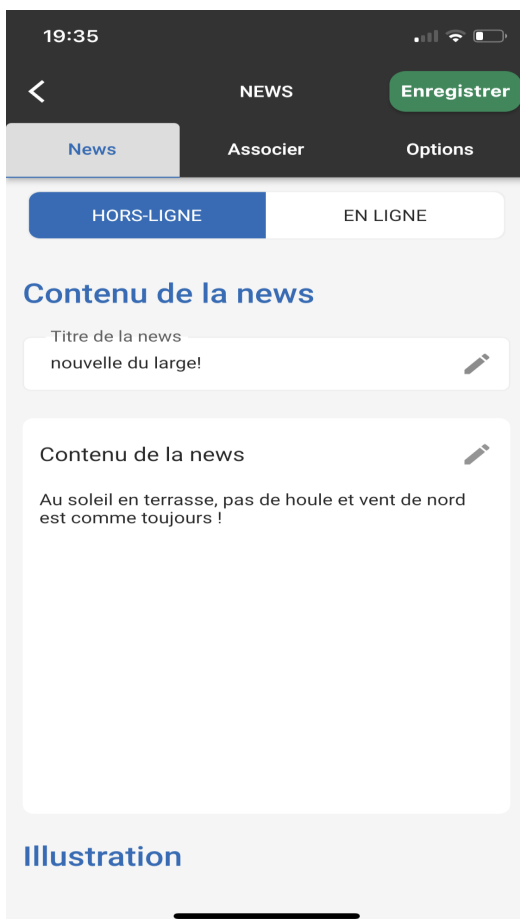 19:35
NEWS
Enregistrer
News
Associer
Options
HORS-LIGNE
EN LIGNE
Contenu de la news
Titre de la news
nouvelle du large!
Contenu de la news
Au soleil en terrasse, pas de houle et vent de nord
est comme toujours !
Illustration